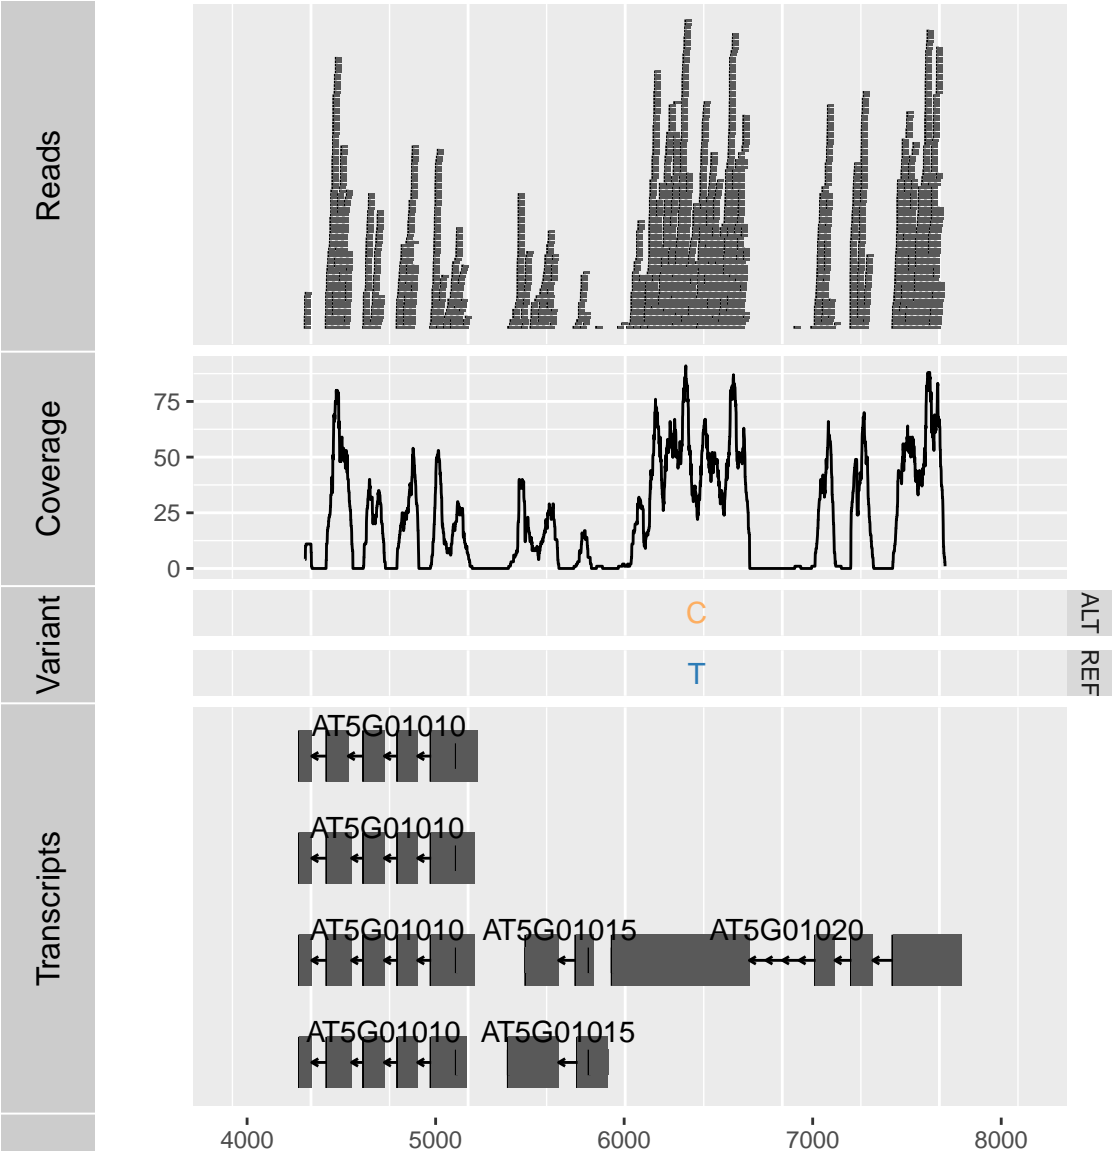 Reads
Coverage
75
50
25
0
Variant
C
ALT
T
REF
Transcripts
AT5G01010
AT5G01010
AT5G01010 AT5G01015 AT5G01020
AT5G01010 AT5G01015
4000 5000 6000 7000 8000